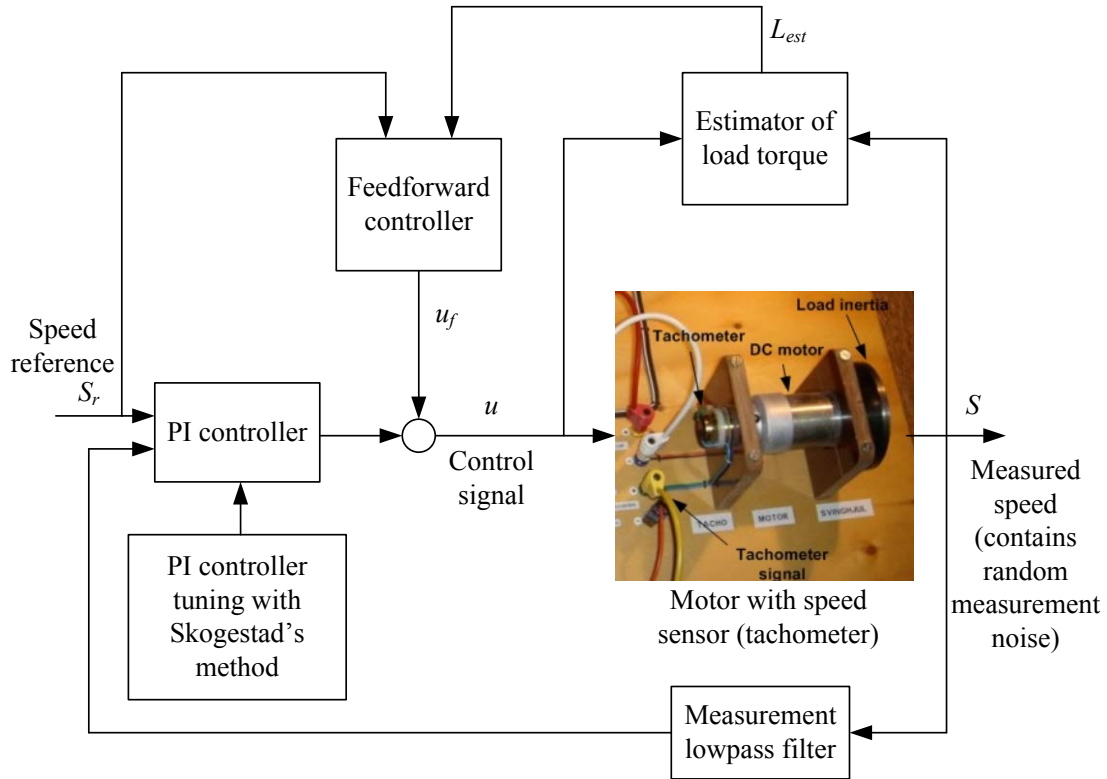 L_est
Estimator of
load torque
Feedforward
controller
u_f
Speed
reference
S_r
PI controller
u
Control
signal
Load inertia
Tachometer
DC motor
TACHO
MOTOR
SVINGHJUL
Tachometer
signal
S
Measured
speed
(contains
random
measurement
noise)
Motor with speed
sensor (tachometer)
PI controller
tuning with
Skogestad's
method
Measurement
lowpass filter